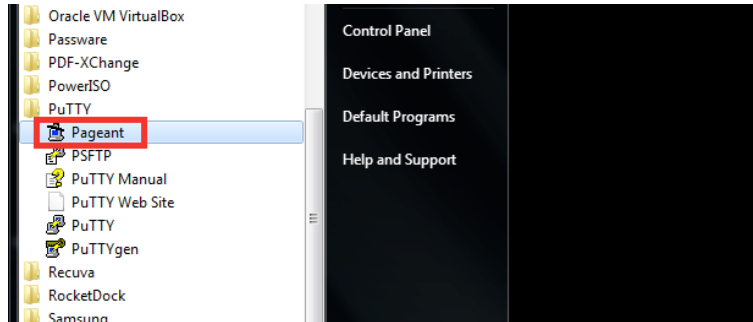 Oracle VM VirtualBox
Passware
PDF-XChange
PowerISO
PuTTY
Pageant
PSFTP
PuTTY Manual
PuTTY Web Site
PuTTY
PuTTYgen
Recuva
RocketDock
Samsung
Control Panel
Devices and Printers
Default Programs
Help and Support